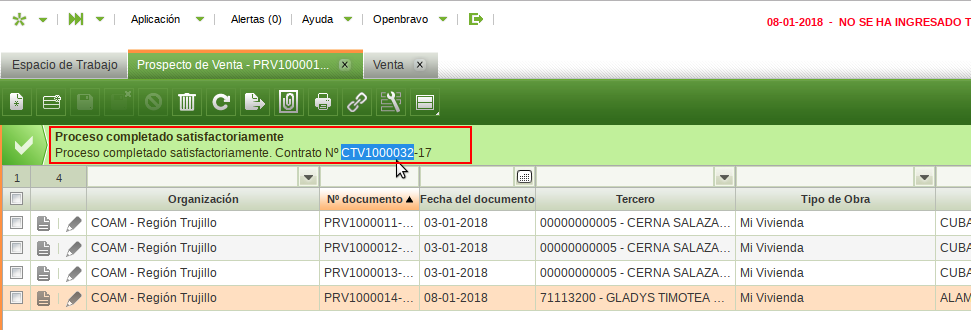 Aplicación Alertas (0) Ayuda Openbravo
08-01-2018 - NO SE HA INGRESADO T
Espacio de Trabajo Prospecto de Venta - PRV100001... Venta
Proceso completado satisfactoriamente
Proceso completado satisfactoriamente. Contrato Nº CTV1000032-17
1 4
Organización Nº documento Fecha del documento Tercero Tipo de Obra
COAM - Región Trujillo PRV1000011-... 03-01-2018 00000000005 - CERNA SALAZA... Mi Vivienda CUBA
COAM - Región Trujillo PRV1000012-... 03-01-2018 00000000005 - CERNA SALAZA... Mi Vivienda CUBA
COAM - Región Trujillo PRV1000013-... 03-01-2018 00000000005 - CERNA SALAZA... Mi Vivienda CUBA
COAM - Región Trujillo PRV1000014-... 08-01-2018 71113200 - GLADYS TIMOTEA ... Mi Vivienda ALAM